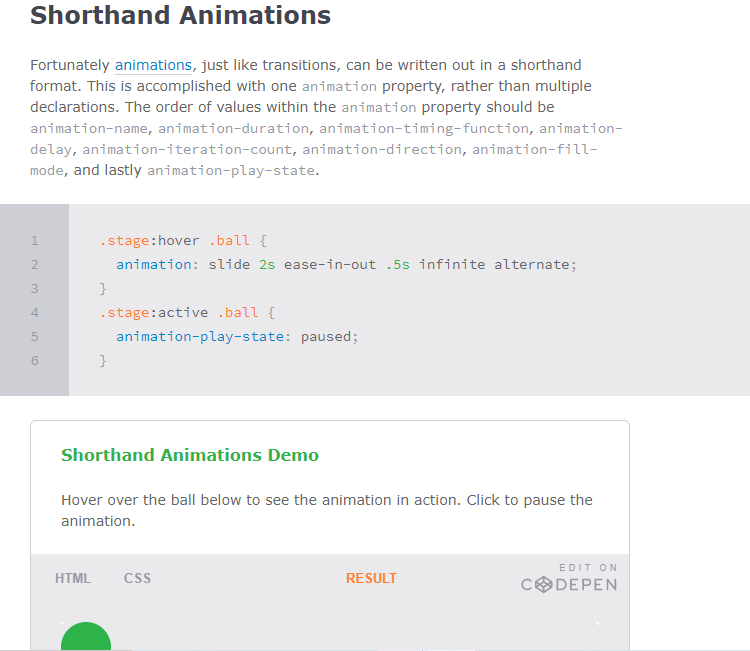 Shorthand Animations
Fortunately animations, just like transitions, can be written out in a shorthand
format. This is accomplished with one animation property, rather than multiple
declarations. The order of values within the animation property should be
animation-name, animation-duration, animation-timing-function, animation-
delay, animation-iteration-count, animation-direction, animation-fill-
mode, and lastly animation-play-state.
1 .stage:hover .ball {
2 animation: slide 2s ease-in-out .5s infinite alternate;
3 }
4 .stage:active .ball {
5 animation-play-state: paused;
6 }
Shorthand Animations Demo
Hover over the ball below to see the animation in action. Click to pause the
animation.
HTML CSS RESULT EDIT ON
CODEPEN